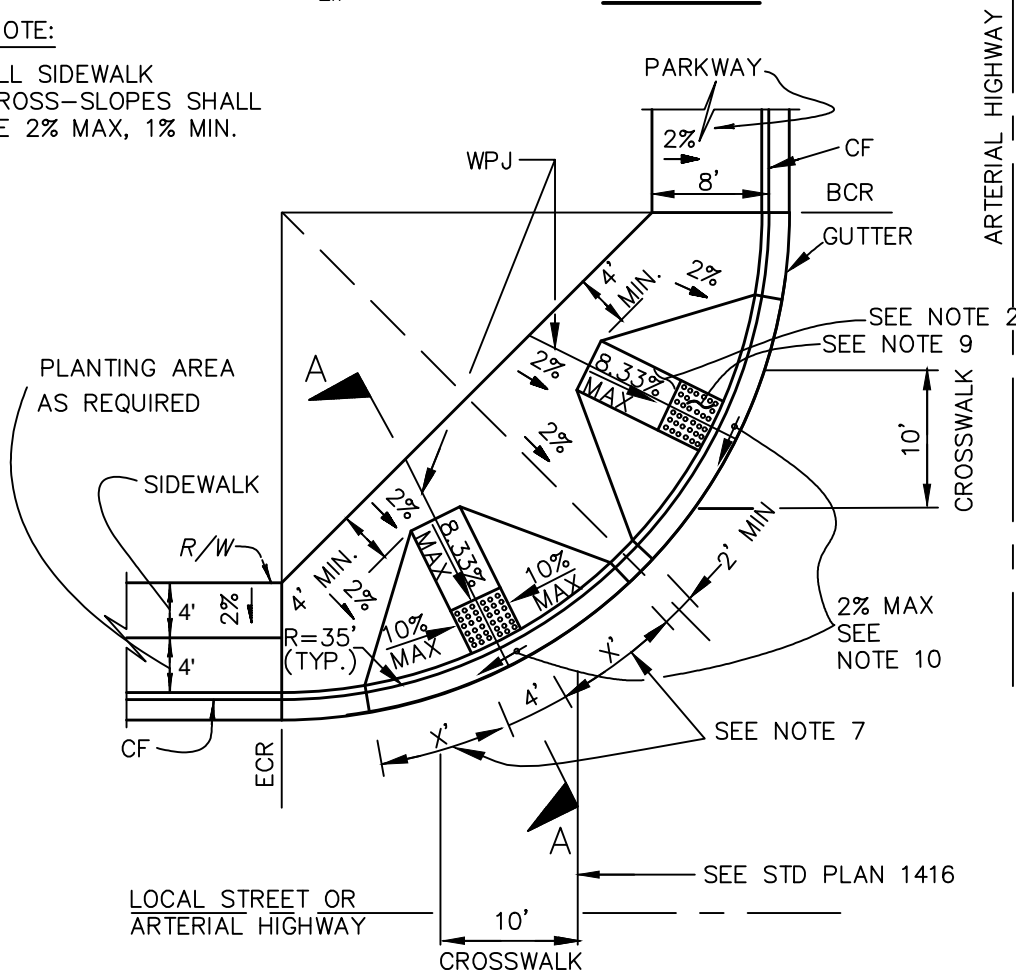 OTE:
LL SIDEWALK
ROSS-SLOPES SHALL
E 2% MAX, 1% MIN.
PARKWAY
ARTERIAL HIGHWAY
2%
CF
WPJ
8'
BCR
GUTTER
4'
MIN.
2%
SEE NOTE 2
SEE NOTE 9
PLANTING AREA
AS REQUIRED
A
2%
8.33%
MAX
10'
CROSSWALK
2%
SIDEWALK
2%
8.33%
MAX
R/W
4' MIN.
2%
10%
MAX
2' MIN
4'
2%
4'
R=35'
(TYP.)
10%
MAX
2% MAX
SEE
NOTE 10
X'
4'
X'
SEE NOTE 7
CF
ECR
A
SEE STD PLAN 1416
LOCAL STREET OR
ARTERIAL HIGHWAY
10'
CROSSWALK